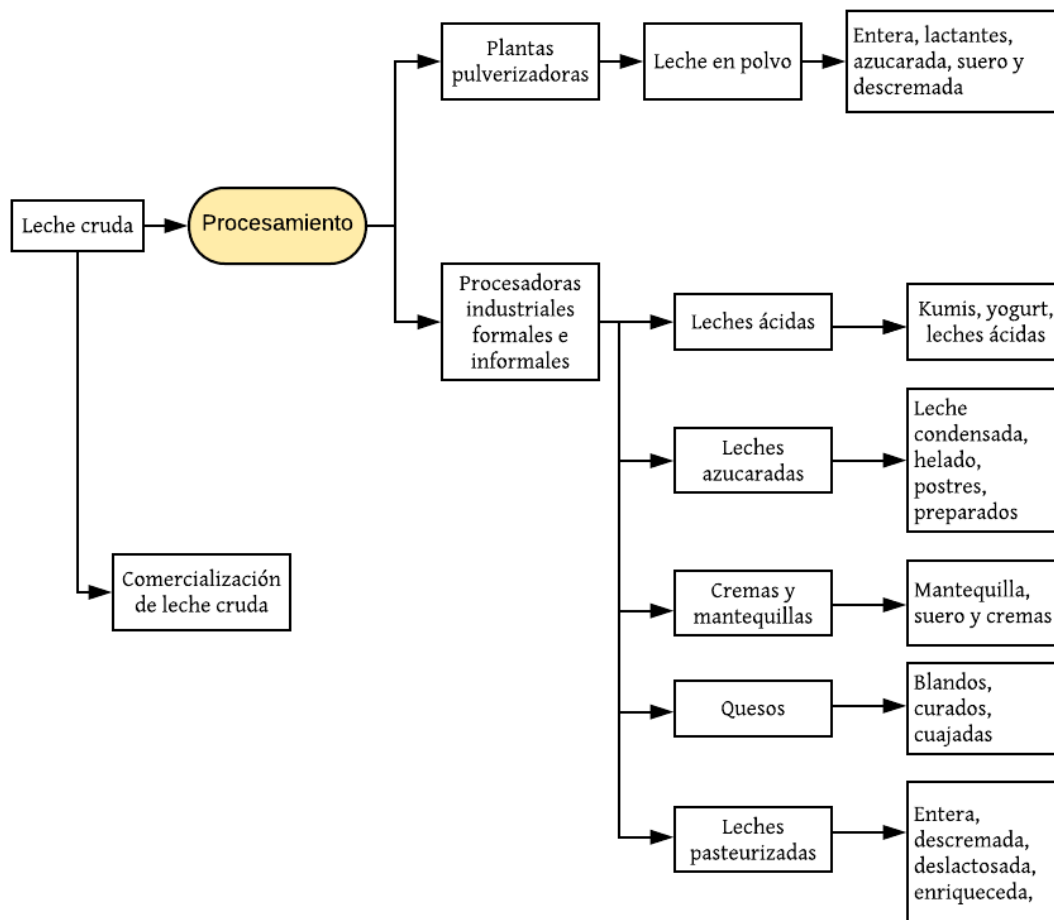 Plantas
pulverizadoras
Leche en polvo
Entera, lactantes,
azucarada, suero y
descremada
Leche cruda
Procesamiento
Procesadoras
industriales
formales e
informales
Leches ácidas
Kumis, yogurt,
leches ácidas
Leches
azucaradas
Leche
condensada,
helado,
postres,
preparados
Comercialización
de leche cruda
Cremas y
mantequillas
Mantequilla,
suero y cremas
Quesos
Blandos,
curados,
cuajadas
Leches
pasteurizadas
Entera,
descremada,
deslactosada,
enriqueceda,